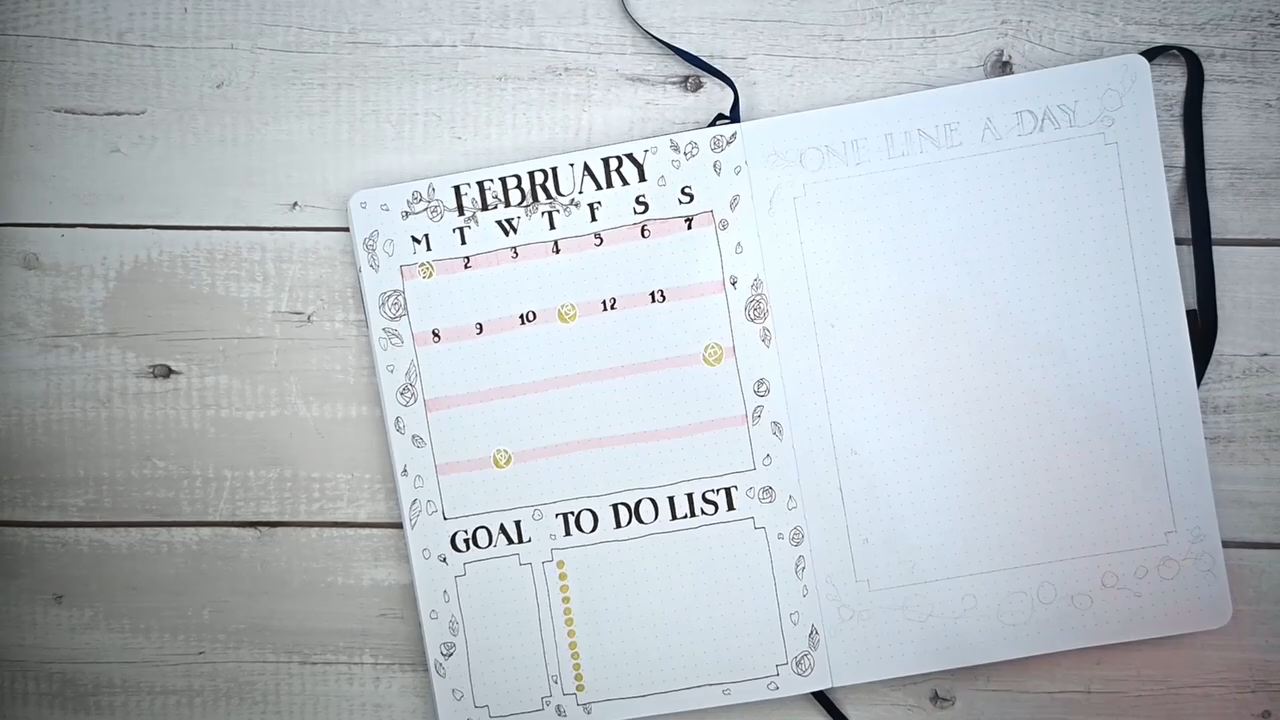 FEBRUARY
M T W T F S S
2 3 4 5 6 7
8 9 10 12 13
GOAL TO DO LIST
ONE LINE A DAY